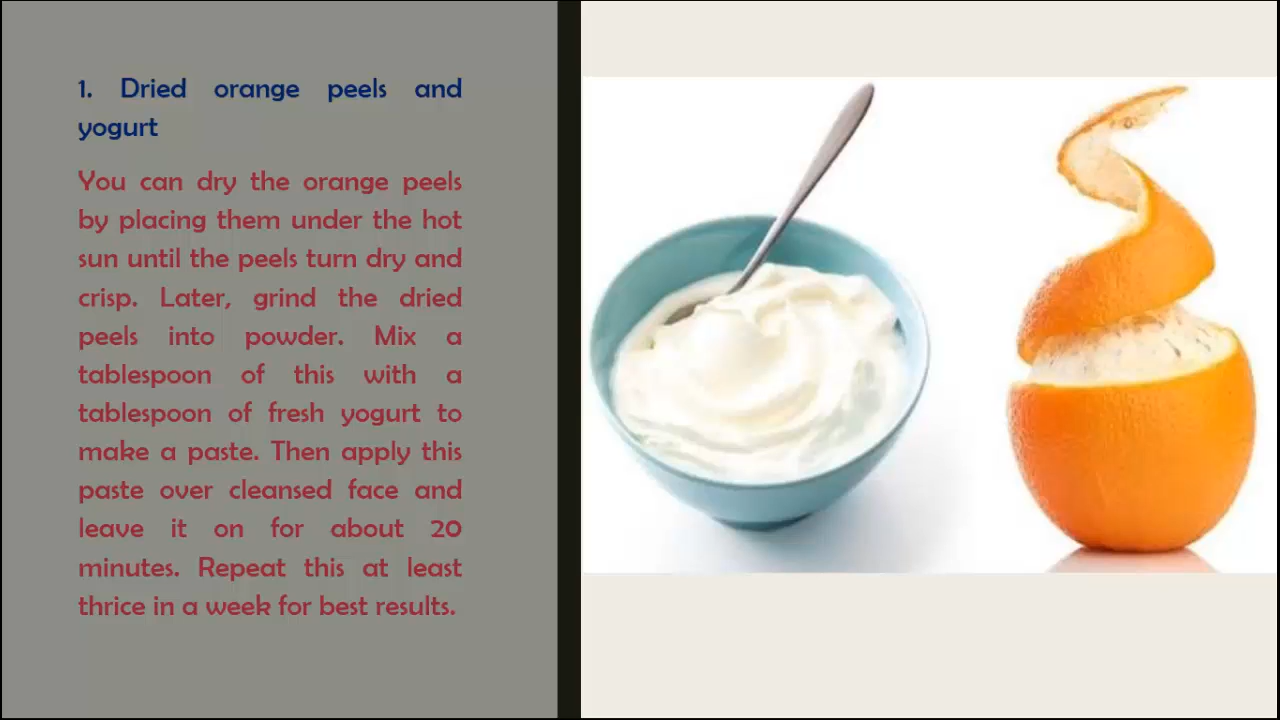 1. Dried orange peels and
yogurt
You can dry the orange peels
by placing them under the hot
sun until the peels turn dry and
crisp. Later, grind the dried
peels into powder. Mix a
tablespoon of this with a
tablespoon of fresh yogurt to
make a paste. Then apply this
paste over cleansed face and
leave it on for about 20
minutes. Repeat this at least
thrice in a week for best results.